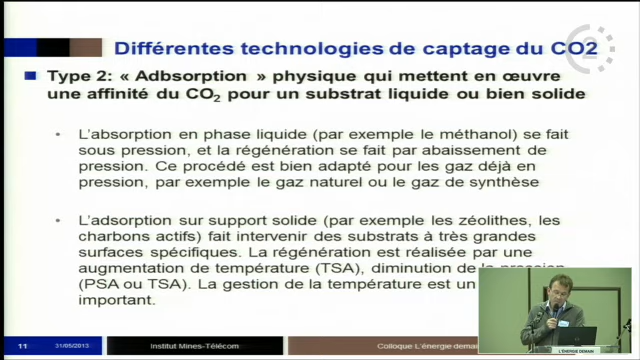 Différentes technologies de captage du CO2
Type 2: « Adbsorption » physique qui mettent en œuvre
une affinité du CO2 pour un substrat liquide ou bien solide
• L'absorption en phase liquide (par exemple le méthanol) se fait
sous pression, et la régénération se fait par abaissement de
pression. Ce procédé est bien adapté pour les gaz déjà en
pression, par exemple le gaz naturel ou le gaz de synthèse
• L'adsorption sur support solide (par exemple les zéolithes, les
charbons actifs) fait intervenir des substrats à très grandes
surfaces spécifiques. La régénération est réalisée par une
augmentation de température (TSA), diminution de la pression
(PSA ou TSA). La gestion de la température est un
important.
11 31/05/2013 Institut Mines-Télécom Colloque L'énergie demain
L'ÉNERGIE DEMAIN
2